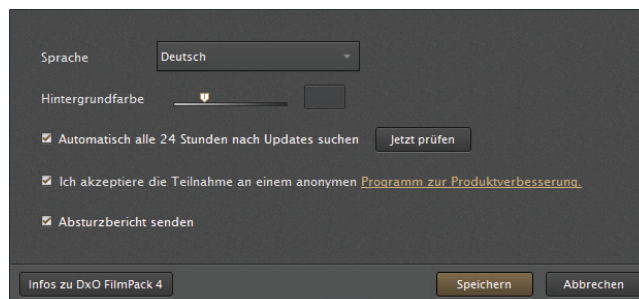 Sprache Deutsch
Hintergrundfarbe
Automatisch alle 24 Stunden nach Updates suchen Jetzt prüfen
Ich akzeptiere die Teilnahme an einem anonymen Programm zur Produktverbesserung.
Absturzbericht senden
Infos zu DxO FilmPack 4 Speichern Abbrechen